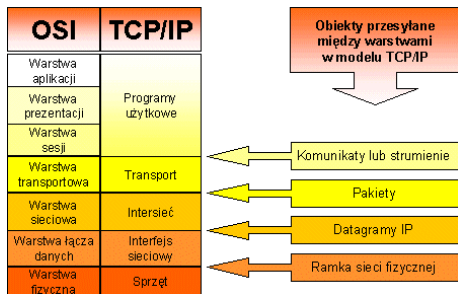 OSI
TCP/IP
Obiekty przesyłane
między warstwami
w modelu TCP/IP
Warstwa
aplikacji
Warstwa
prezentacji
Warstwa
sesji
Programy
użytkowe
Komunikaty lub strumienie
Warstwa
transportowa
Transport
Pakiety
Warstwa
sieciowa
Intersieć
Datagramy IP
Warstwa łącza
danych
Interfejs
sieciowy
Ramka sieci fizycznej
Warstwa
fizyczna
Sprzęt